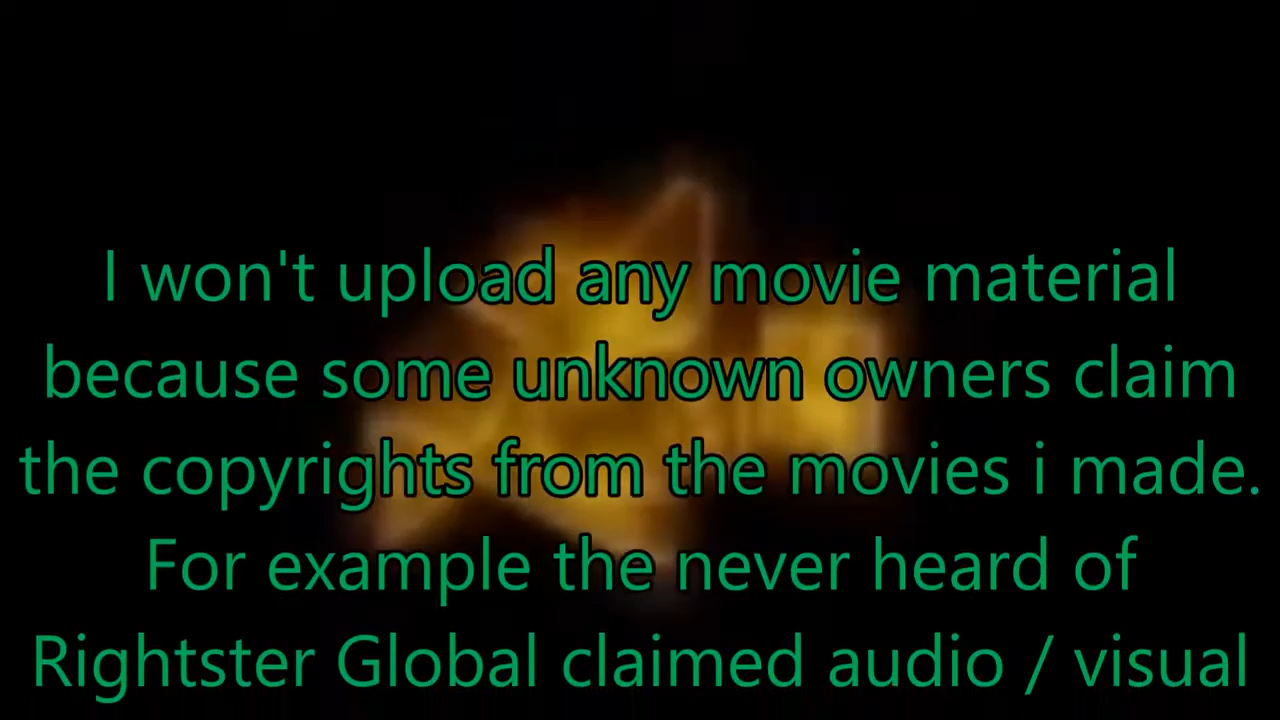 I won't upload any movie material
because some unknown owners claim
the copyrights from the movies i made.
For example the never heard of
Rightster Global claimed audio / visual